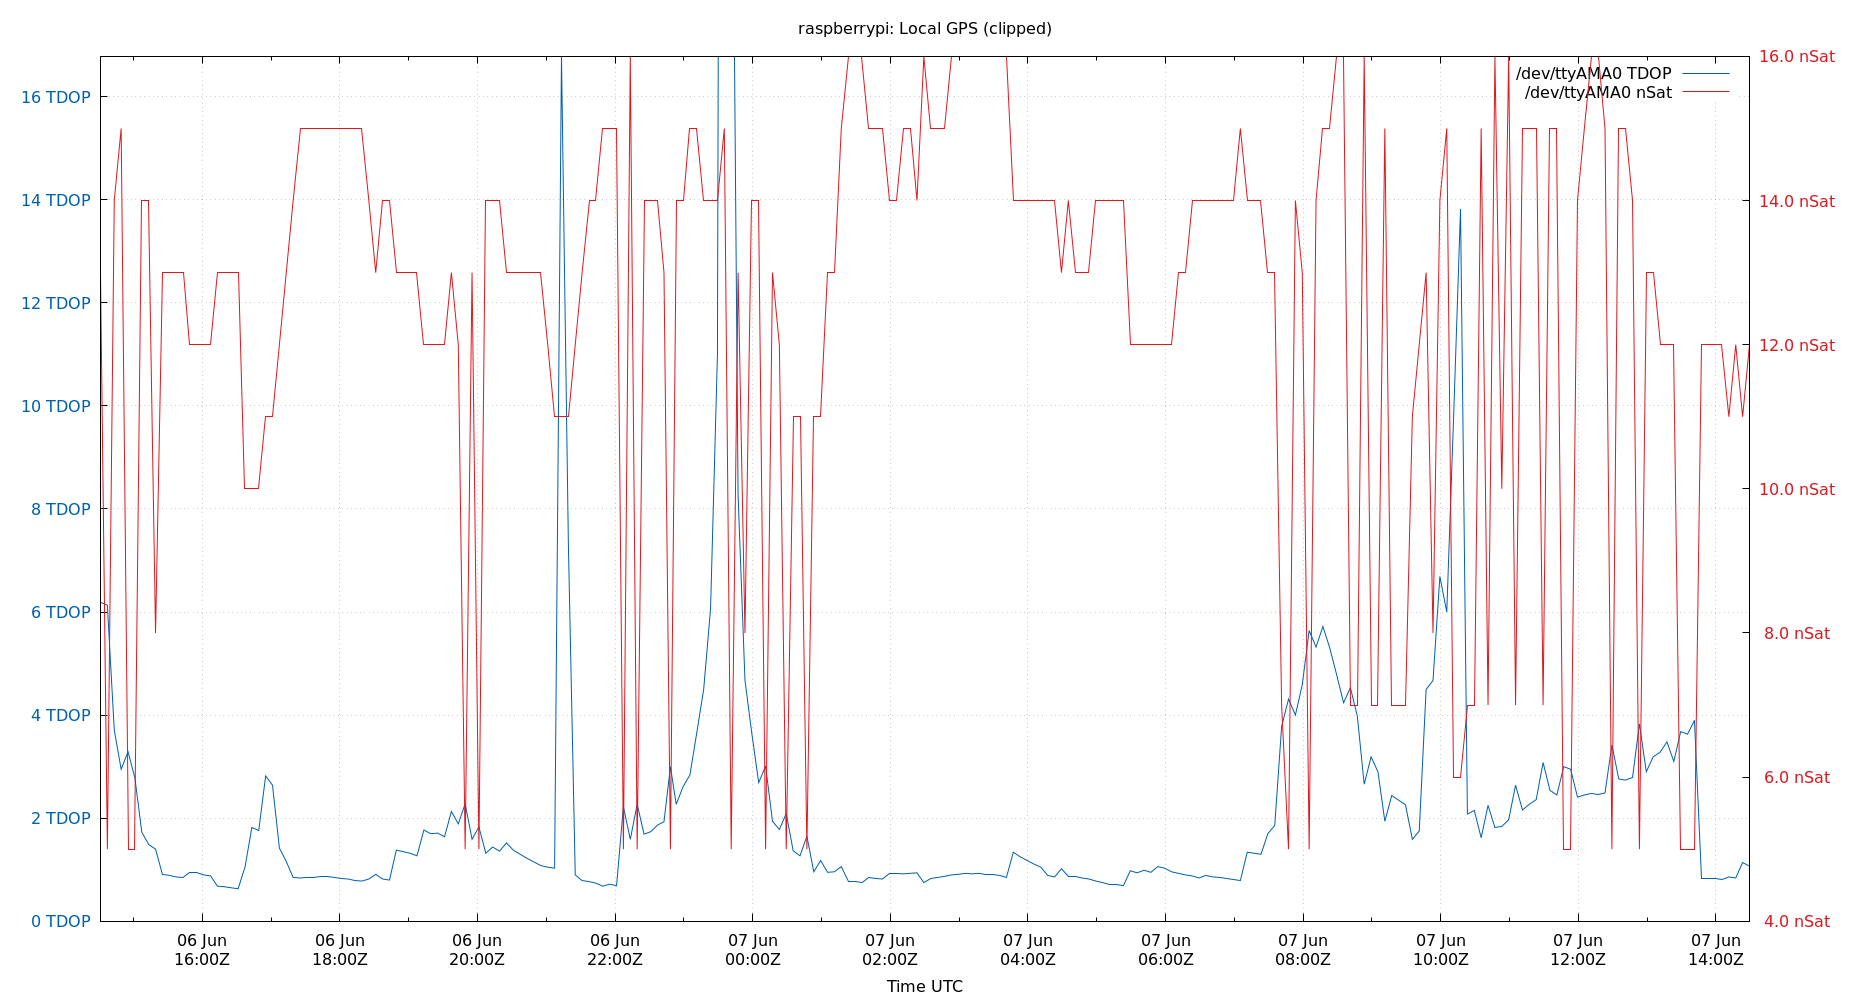 raspberrypi: Local GPS (clipped)
/dev/ttyAMA0 TDOP
/dev/ttyAMA0 nSat
16 TDOP
14 TDOP
12 TDOP
10 TDOP
8 TDOP
6 TDOP
4 TDOP
2 TDOP
0 TDOP
16.0 nSat
14.0 nSat
12.0 nSat
10.0 nSat
8.0 nSat
6.0 nSat
4.0 nSat
06 Jun
16:00Z
06 Jun
18:00Z
06 Jun
20:00Z
06 Jun
22:00Z
07 Jun
00:00Z
07 Jun
02:00Z
07 Jun
04:00Z
07 Jun
06:00Z
07 Jun
08:00Z
07 Jun
10:00Z
07 Jun
12:00Z
07 Jun
14:00Z
Time UTC